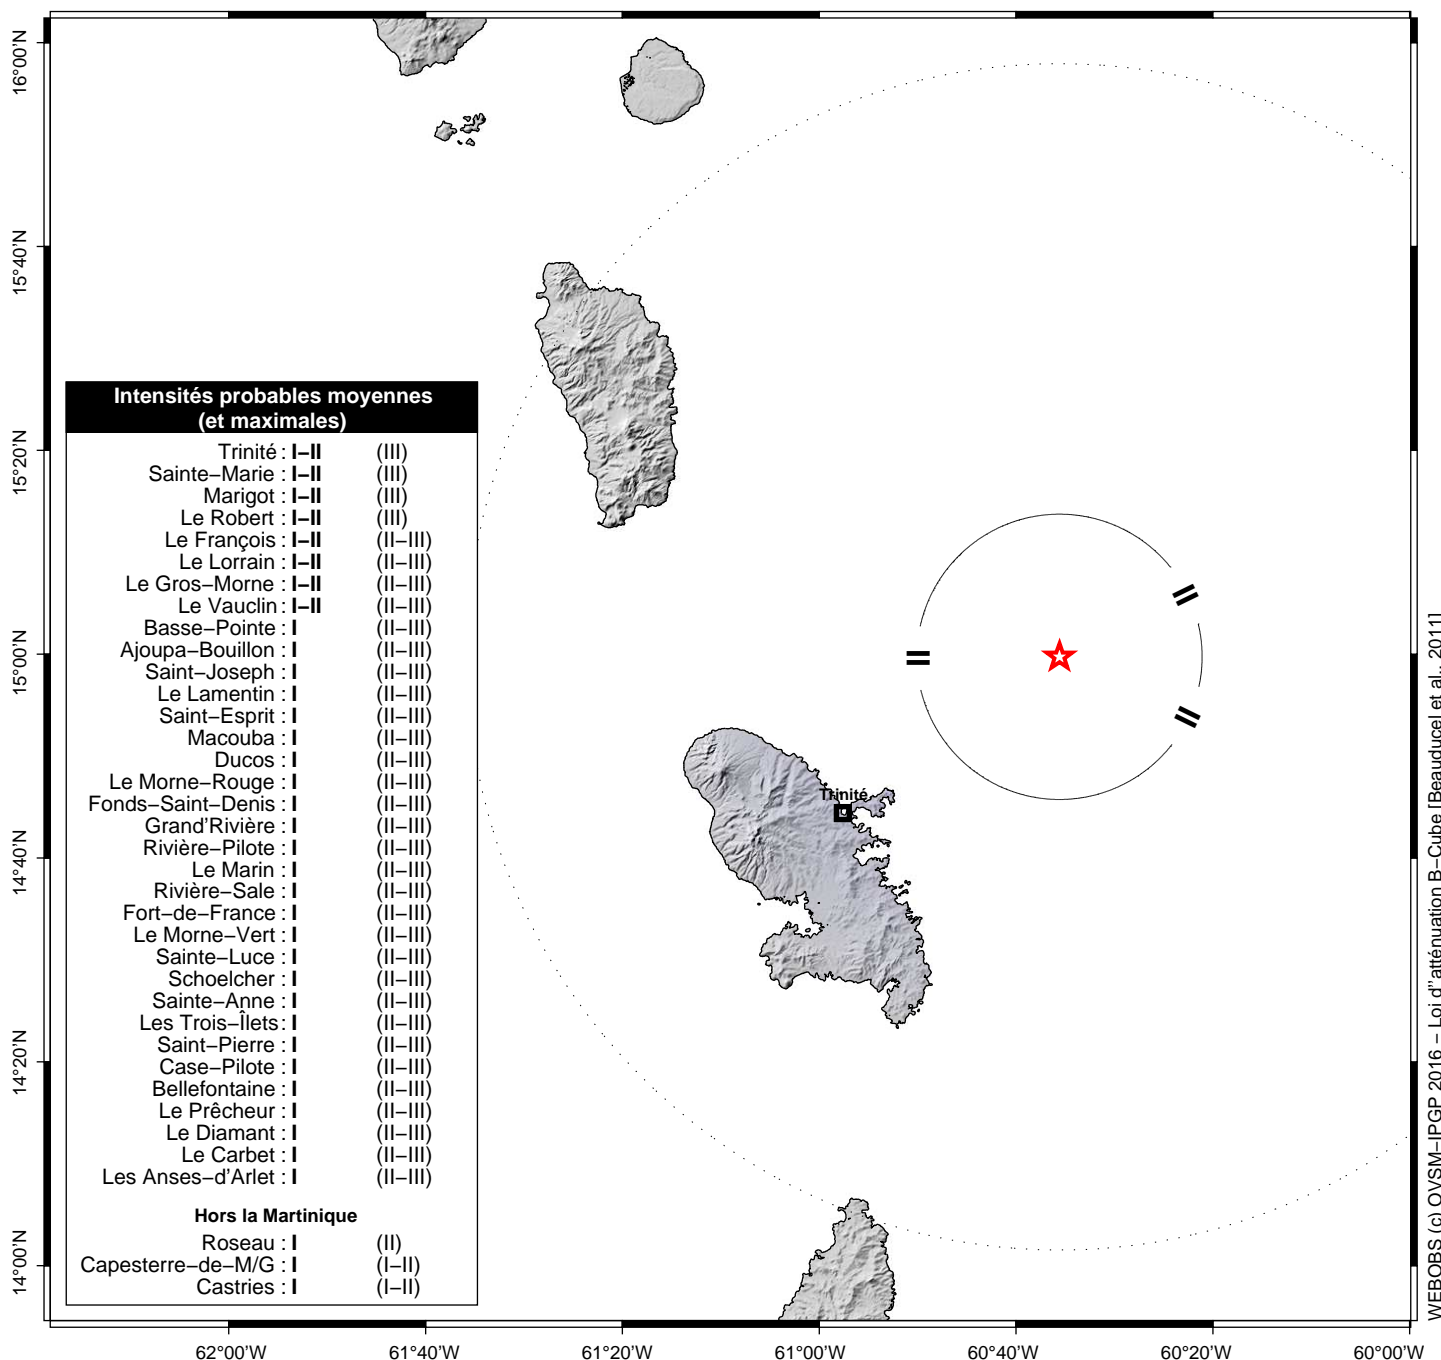 16°00'N
15°40'N
15°20'N
15°00'N
14°40'N
14°20'N
14°00'N
Intensités probables moyennes
(et maximales)
Trinité : I−II (III)
Sainte−Marie : I−II (III)
Marigot : I−II (III)
Le Robert : I−II (III)
Le François : I−II (II−III)
Le Lorrain : I−II (II−III)
Le Gros−Morne : I−II (II−III)
Le Vauclin : I−II (II−III)
Basse−Pointe : I (II−III)
Ajoupa−Bouillon : I (II−III)
Saint−Joseph : I (II−III)
Le Lamentin : I (II−III)
Saint−Esprit : I (II−III)
Macouba : I (II−III)
Ducos : I (II−III)
Le Morne−Rouge : I (II−III)
Fonds−Saint−Denis : I (II−III)
Grand'Rivière : I (II−III)
Rivière−Pilote : I (II−III)
Le Marin : I (II−III)
Rivière−Sale : I (II−III)
Fort−de−France : I (II−III)
Le Morne−Vert : I (II−III)
Sainte−Luce : I (II−III)
Schoelcher : I (II−III)
Sainte−Anne : I (II−III)
Les Trois−Îlets : I (II−III)
Saint−Pierre : I (II−III)
Case−Pilote : I (II−III)
Bellefontaine : I (II−III)
Le Prêcheur : I (II−III)
Le Diamant : I (II−III)
Le Carbet : I (II−III)
Les Anses−d'Arlet : I (II−III)
Hors la Martinique
Roseau : I (II)
Capesterre−de−M/G : I (I−II)
Castries : I (I−II)
Trinité
II
II
II
62°00'W 61°40'W 61°20'W 61°00'W 60°40'W 60°20'W 60°00'W
WEBOBS (c) OVSM−IPGP 2016 − Loi d''atténuation B−Cube [Beauducel et al., 2011]